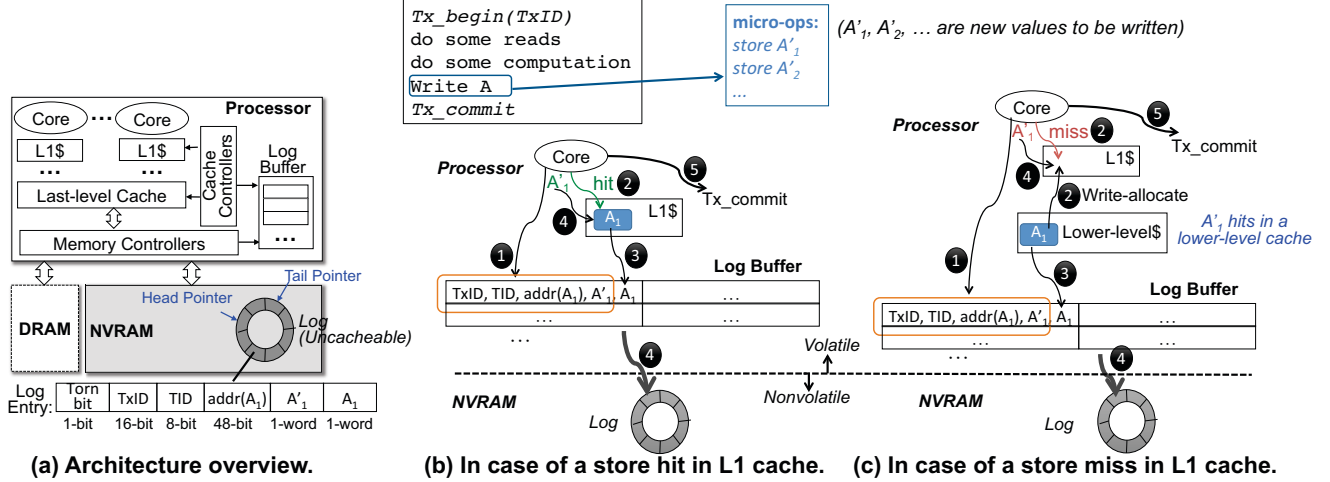 Tx_begin(TxID)
do some reads
do some computation
Write A
Tx_commit
micro-ops:
store A'1
store A'2
...
(A'1, A'2, ... are new values to be written)
Processor
Core ... Core
L1$ L1$
... ...
Last-level Cache
Cache Controllers
Log Buffer
...
Memory Controllers
DRAM
NVRAM
Tail Pointer
Head Pointer
Log
(Uncacheable)
Log Entry:
Torn bit TxID TID addr(A1) A'1 A1
1-bit 16-bit 8-bit 48-bit 1-word 1-word
(a) Architecture overview.
Processor
Core
A'1 hit 2
5
Tx_commit
4
A1 L1$
1
3
Log Buffer
TxID, TID, addr(A1), A'1, A1 ...
... ...
...
4
Volatile
Nonvolatile
NVRAM
Log
(b) In case of a store hit in L1 cache.
Processor
Core
A'1 miss 2
5
Tx_commit
4
L1$
2 Write-allocate
A1 Lower-level$
A'1 hits in a
lower-level cache
1
3
Log Buffer
TxID, TID, addr(A1), A'1, A1 ...
... ...
...
4
NVRAM
Log
(c) In case of a store miss in L1 cache.